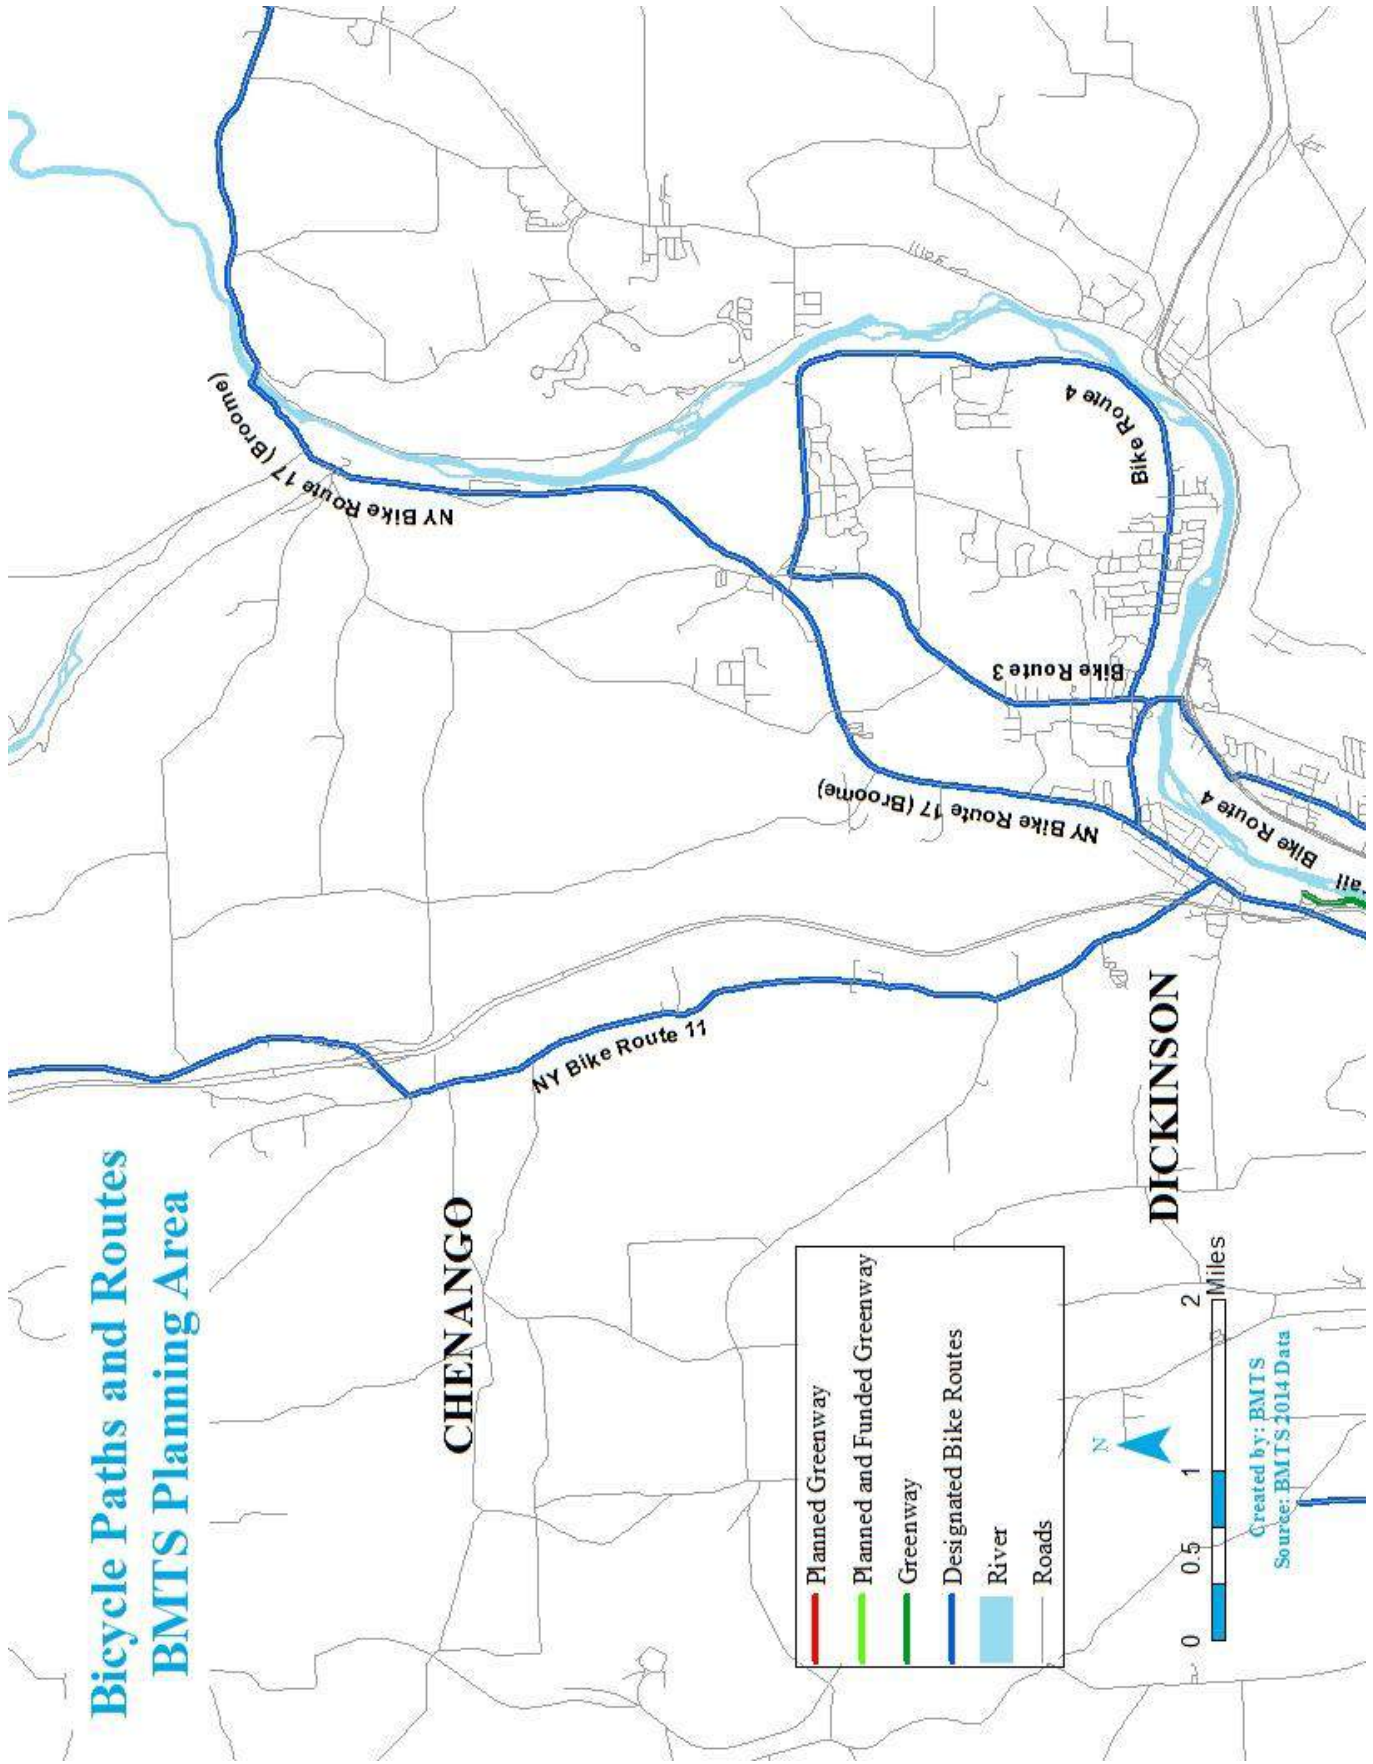 Bicycle Paths and Routes
BMTS Planning Area
CHENANGO
DICKINSON
NY Bike Route 11
NY Bike Route 17 (Broome)
NY Bike Route 17 (Broome)
Bike Route 3
Bike Route 4
Bike Route 4
Planned Greenway
Planned and Funded Greenway
Greenway
Designated Bike Routes
River
Roads
N
0 0.5 1 2
Miles
Created by: BMTS
Source: BMTS 2014 Data